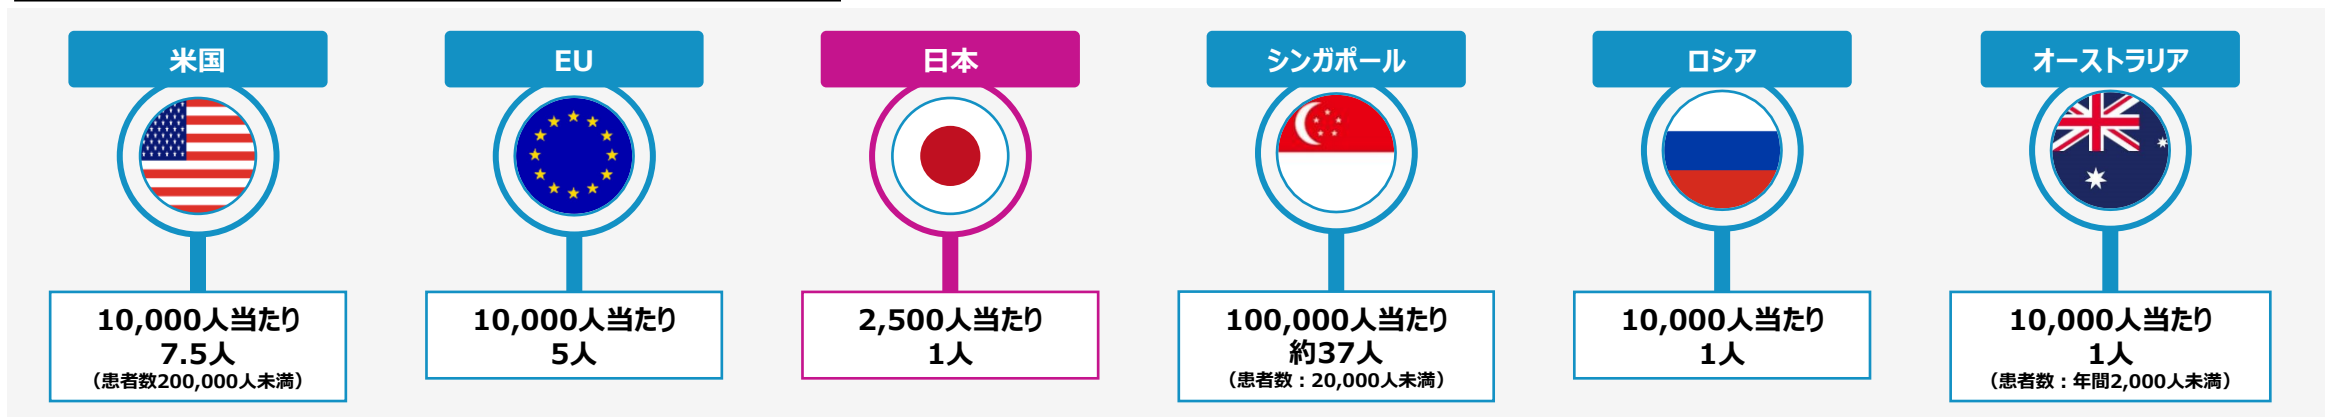 米国
10,000人当たり
7.5人
(患者数200,000人未満)
EU
10,000人当たり
5人
日本
2,500人当たり
1人
シンガポール
100,000人当たり
約37人
(患者数：20,000人未満)
ロシア
10,000人当たり
1人
オーストラリア
10,000人当たり
1人
(患者数：年間2,000人未満)